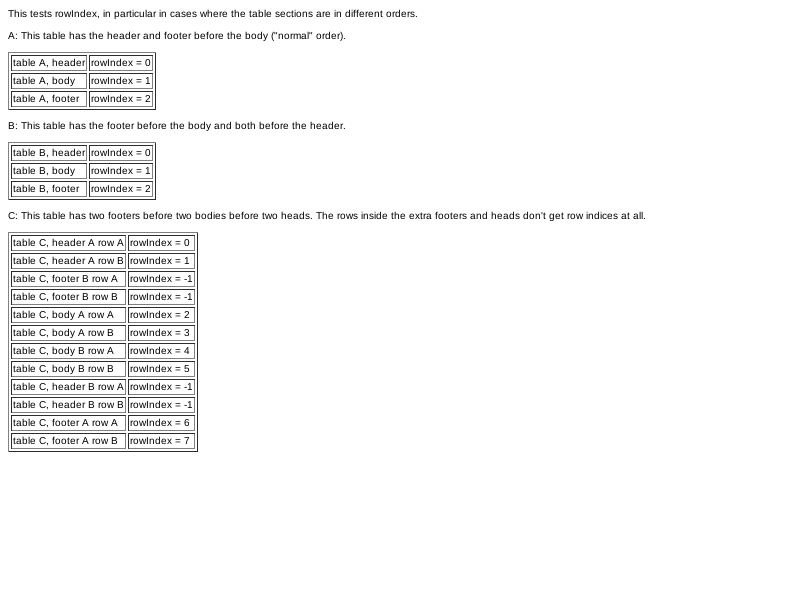 This tests rowIndex, in particular in cases where the table sections are in different orders.
A: This table has the header and footer before the body ("normal" order).
table A, header rowIndex = 0
table A, body rowIndex = 1
table A, footer rowIndex = 2
B: This table has the footer before the body and both before the header.
table B, header rowIndex = 0
table B, body rowIndex = 1
table B, footer rowIndex = 2
C: This table has two footers before two bodies before two heads. The rows inside the extra footers and heads don't get row indices at all.
table C, header A row A rowIndex = 0
table C, header A row B rowIndex = 1
table C, footer B row A rowIndex = -1
table C, footer B row B rowIndex = -1
table C, body A row A rowIndex = 2
table C, body A row B rowIndex = 3
table C, body B row A rowIndex = 4
table C, body B row B rowIndex = 5
table C, header B row A rowIndex = -1
table C, header B row B rowIndex = -1
table C, footer A row A rowIndex = 6
table C, footer A row B rowIndex = 7